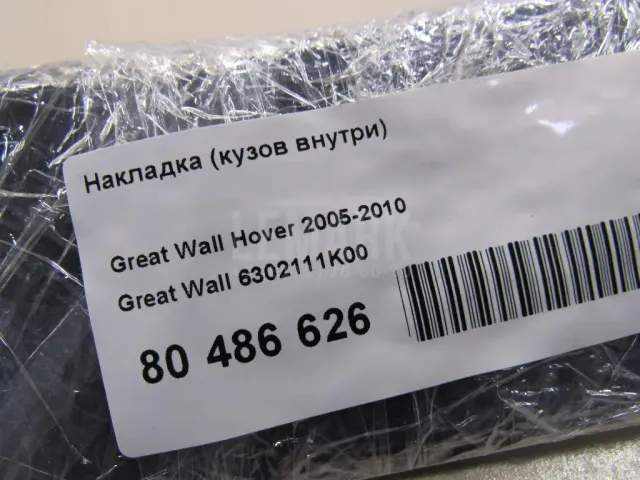 Накладка (кузов внутри)
Great Wall Hover 2005-2010
Great Wall 6302111K00
80 486 626